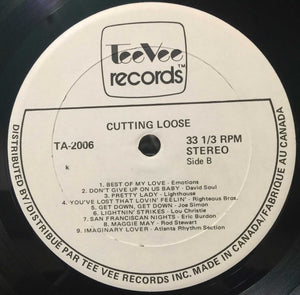 TeeVee
records™
CUTTING LOOSE
TA-2006
33 1/3 RPM
STEREO
Side B
k
1. BEST OF MY LOVE - Emotions
2. DON'T GIVE UP ON US BABY - David Soul
3. PRETTY LADY - Lighthouse
4. YOU'VE LOST THAT LOVIN' FEELIN' - Righteous Bros.
5. GET DOWN, GET DOWN - Joe Simon
6. LIGHTNIN' STRIKES - Lou Christie
7. SAN FRANCISCAN NIGHTS - Eric Burdon
8. MAGGIE MAY - Rod Stewart
9. IMAGINARY LOVER - Atlanta Rhythm Section
DISTRIBUTED BY/DISTRIBUE PAR TEE VEE RECORDS INC. MADE IN CANADA/FABRIQUE AU CANADA